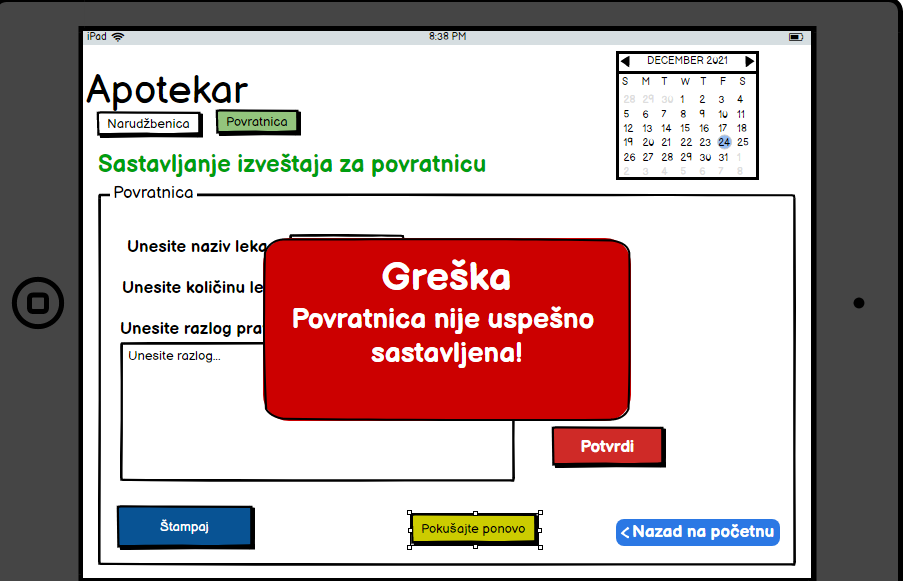 iPad 8:38 PM
DECEMBER 2021
S M T W T F S
28 29 30 1 2 3 4
5 6 7 8 9 10 11
12 13 14 15 16 17 18
19 20 21 22 23 24 25
26 27 28 29 30 31 1
2 3 4 5 6 7 8
Apotekar
Narudžbenica Povratnica
Sastavljanje izveštaja za povratnicu
Povratnica
Unesite naziv leka
Unesite količinu le
Unesite razlog pra
Unesite razlog...
Greška
Povratnica nije uspešno
sastavljena!
Potvrdi
Štampaj Pokušajte ponovo < Nazad na početnu